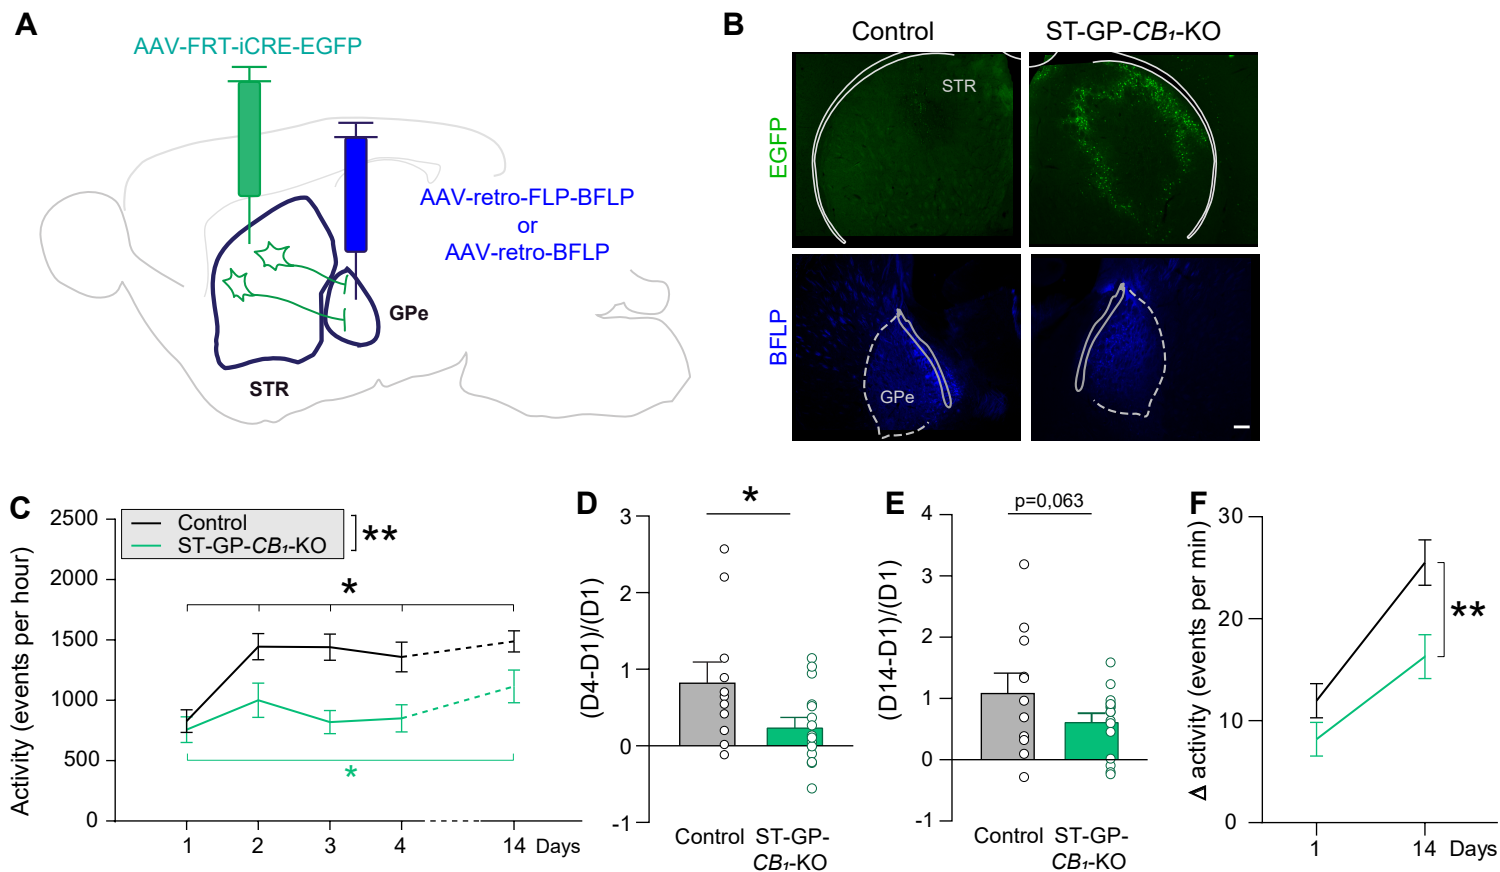 A
AAV-FRT-iCRE-EGFP
AAV-retro-FLP-BFLP
or
AAV-retro-BFLP
GPe
STR
B
Control
ST-GP-CB₁-KO
EGFP
STR
BFLP
GPe
C
Activity (events per hour)
2500
2000
1500
1000
500
0
Control
ST-GP-CB₁-KO
**
*
*
1
2
3
4
14
Days
D
(D4-D1)/(D1)
3
2
1
0
-1
*
Control
ST-GP-
CB₁-KO
E
(D14-D1)/(D1)
4
3
2
1
0
-1
p=0,063
Control
ST-GP-
CB₁-KO
F
Δ activity (events per min)
30
20
10
0
**
1
14
Days